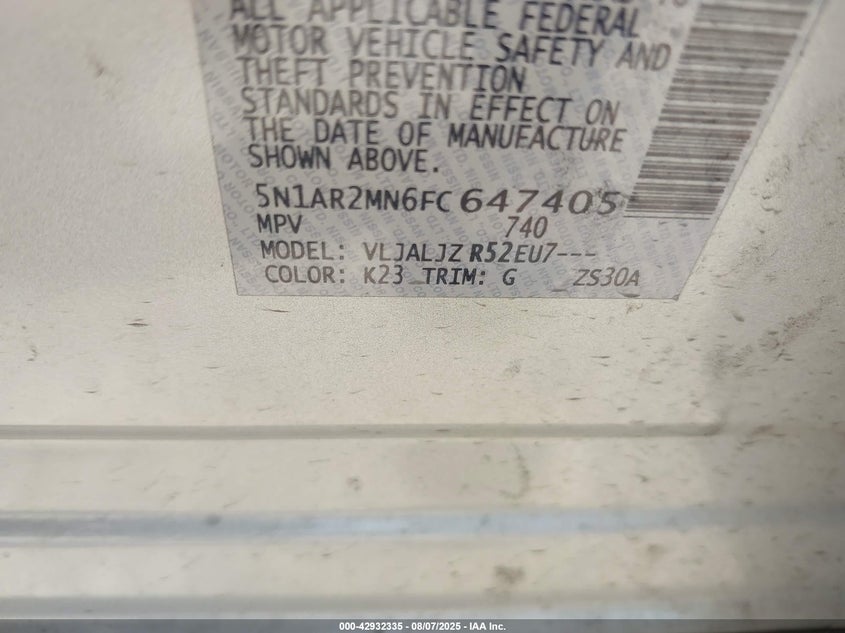 ALL APPLICABLE FEDERAL
MOTOR VEHICLE SAFETY AND
THEFT PREVENTION
STANDARDS IN EFFECT ON
THE DATE OF MANUFACTURE
SHOWN ABOVE.
5N1AR2MN6FC647405
MPV 740
MODEL: VLJALJZ R52EU7---
COLOR: K23 TRIM: G ZS30A
000-42932335 - 08/07/2025 - IAA Inc.